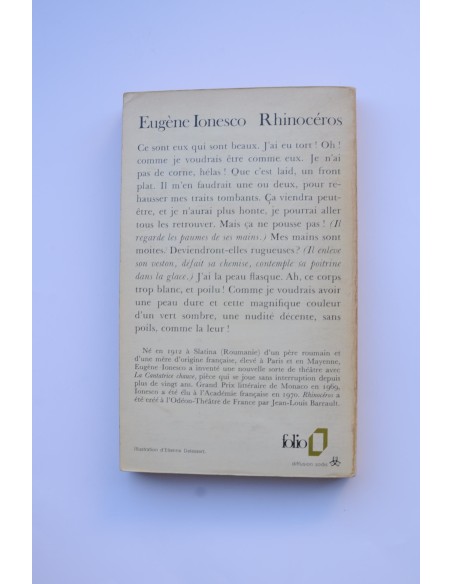 Eugène Ionesco Rhinocéros
Ce sont eux qui sont beaux. J'ai eu tort ! Oh !
comme je voudrais être comme eux. Je n'ai
pas de corne, hélas ! Que c'est laid, un front
plat. Il m'en faudrait une ou deux, pour re-
hausser mes traits tombants. Ça viendra peut-
être, et je n'aurai plus honte, je pourrai aller
tous les retrouver. Mais ça ne pousse pas ! (Il
regarde les paumes de ses mains.) Mes mains sont
moites. Deviendront-elles rugueuses ? (Il enlève
son veston, défait sa chemise, contemple sa poitrine
dans la glace.) J'ai la peau flasque. Ah, ce corps
trop blanc, et poilu ! Comme je voudrais avoir
une peau dure et cette magnifique couleur
d'un vert sombre, une nudité décente, sans
poils, comme la leur !
Né en 1912 à Slatina (Roumanie) d'un père roumain et
d'une mère d'origine française, élevé à Paris et en Mayenne,
Eugène Ionesco a inventé une nouvelle sorte de théâtre avec
La Cantatrice chauve, pièce qui se joue sans interruption depuis
plus de vingt ans. Grand Prix littéraire de Monaco en 1969,
Ionesco a été élu à l'Académie française en 1970. Rhinocéros a
été créé à l'Odéon-Théâtre de France par Jean-Louis Barrault.
folio
Illustration d'Etienne Delessert.
diffusion sodis